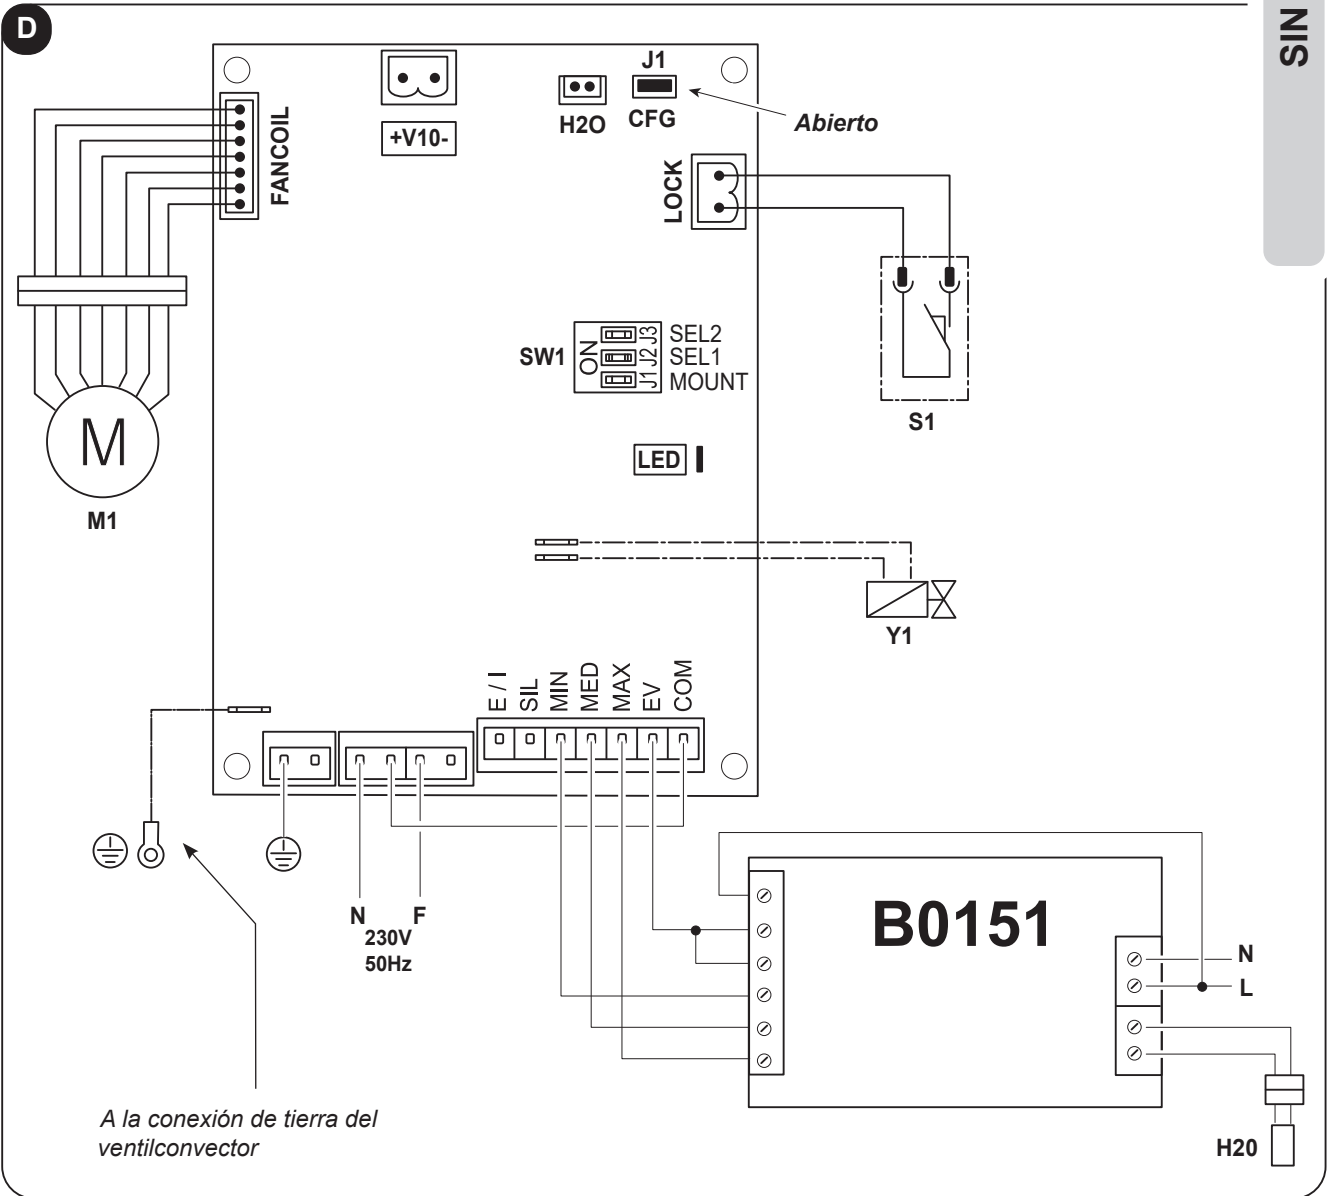 D
SIN
J1
H2O
CFG
Abierto
+V10-
FANCOIL
LOCK
SW1
ON
J3
J2
J1
SEL2
SEL1
MOUNT
S1
LED
M
M1
Y1
E / I
SIL
MIN
MED
MAX
EV
COM
N
F
230V
50Hz
B0151
N
L
A la conexión de tierra del
ventilconvector
H20